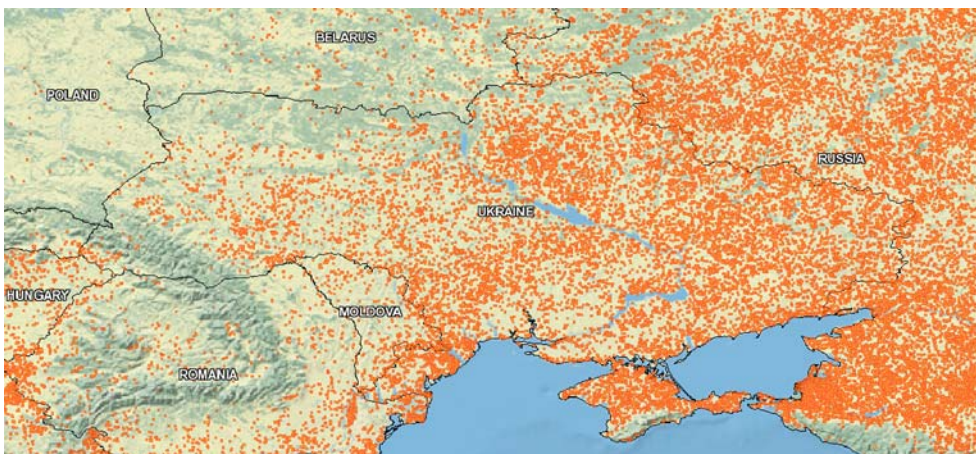 BELARUS
POLAND
RUSSIA
UKRAINE
HUNGARY
MOLDOVA
ROMANIA